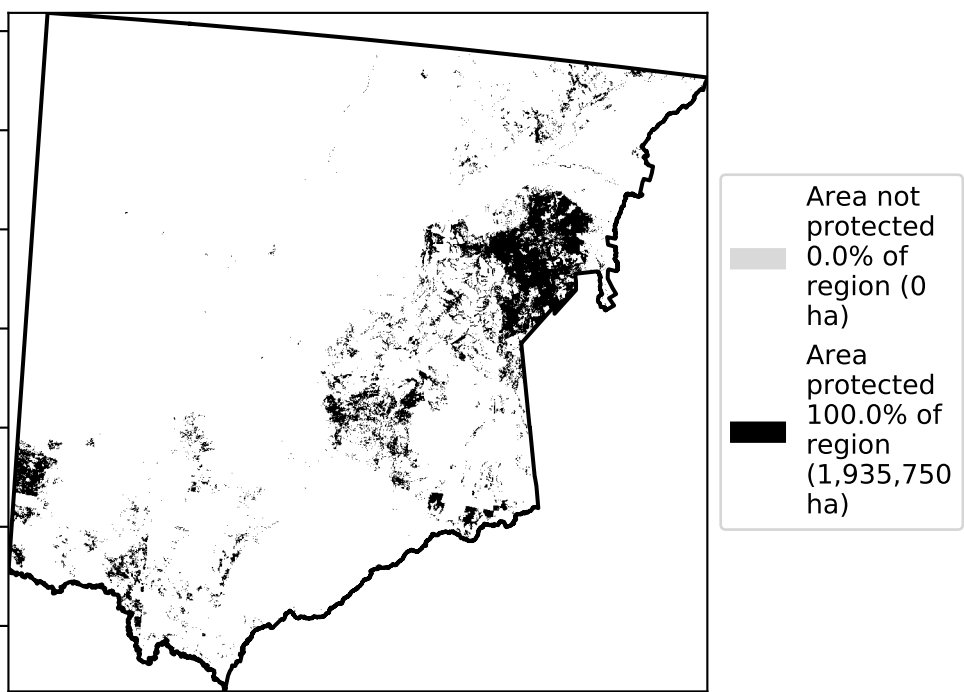 Area not
protected
0.0% of
region (0
ha)
Area
protected
100.0% of
region
(1,935,750
ha)